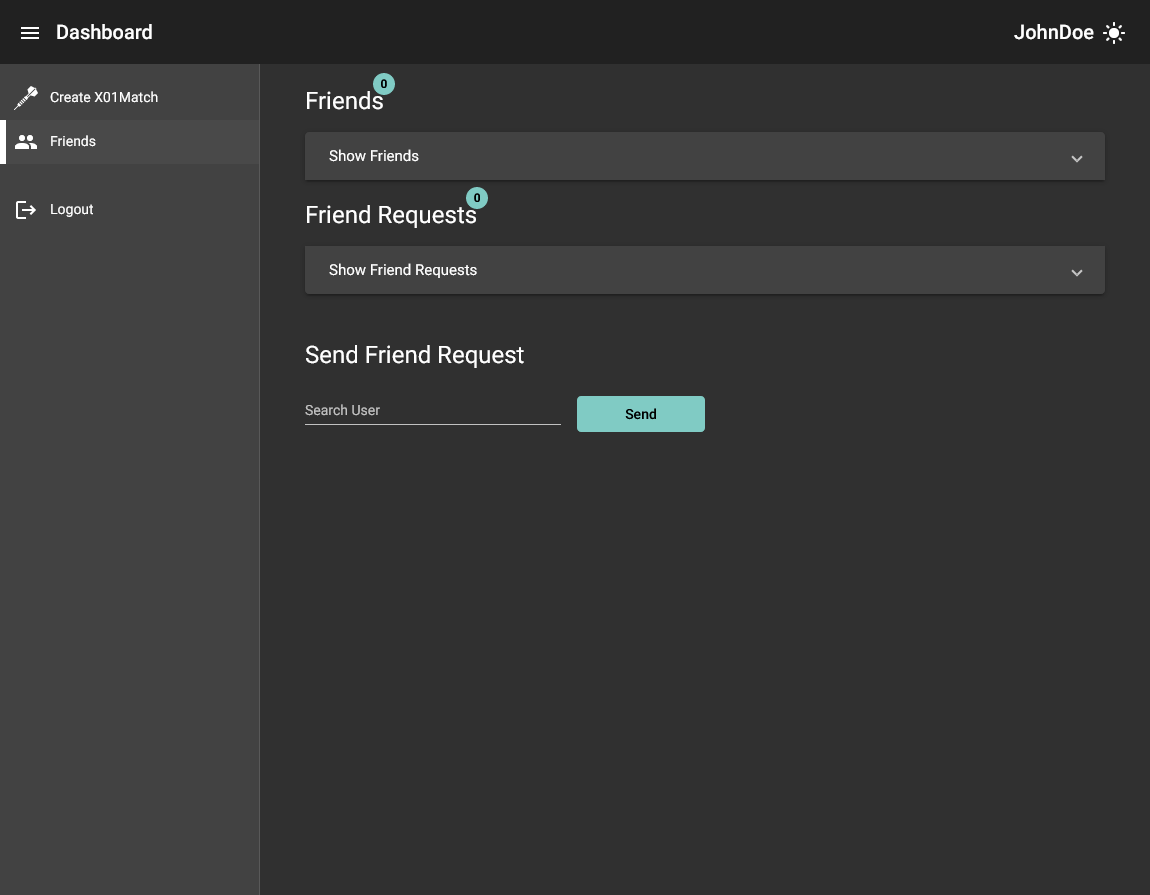 Dashboard
JohnDoe
Create X01Match
Friends
Logout
Friends
0
Show Friends
Friend Requests
0
Show Friend Requests
Send Friend Request
Search User
Send